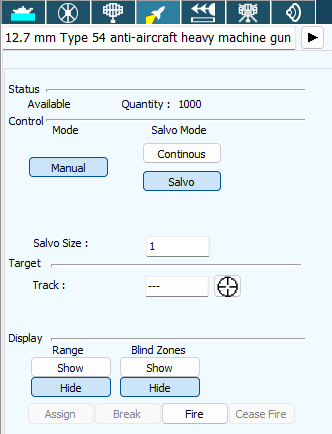 12.7 mm Type 54 anti-aircraft heavy machine gun
Status
Available Quantity : 1000
Control
Mode Salvo Mode
Continous
Manual
Salvo
Salvo Size : 1
Target
Track : ---
Display
Range Blind Zones
Show Show
Hide Hide
Assign Break Fire Cease Fire